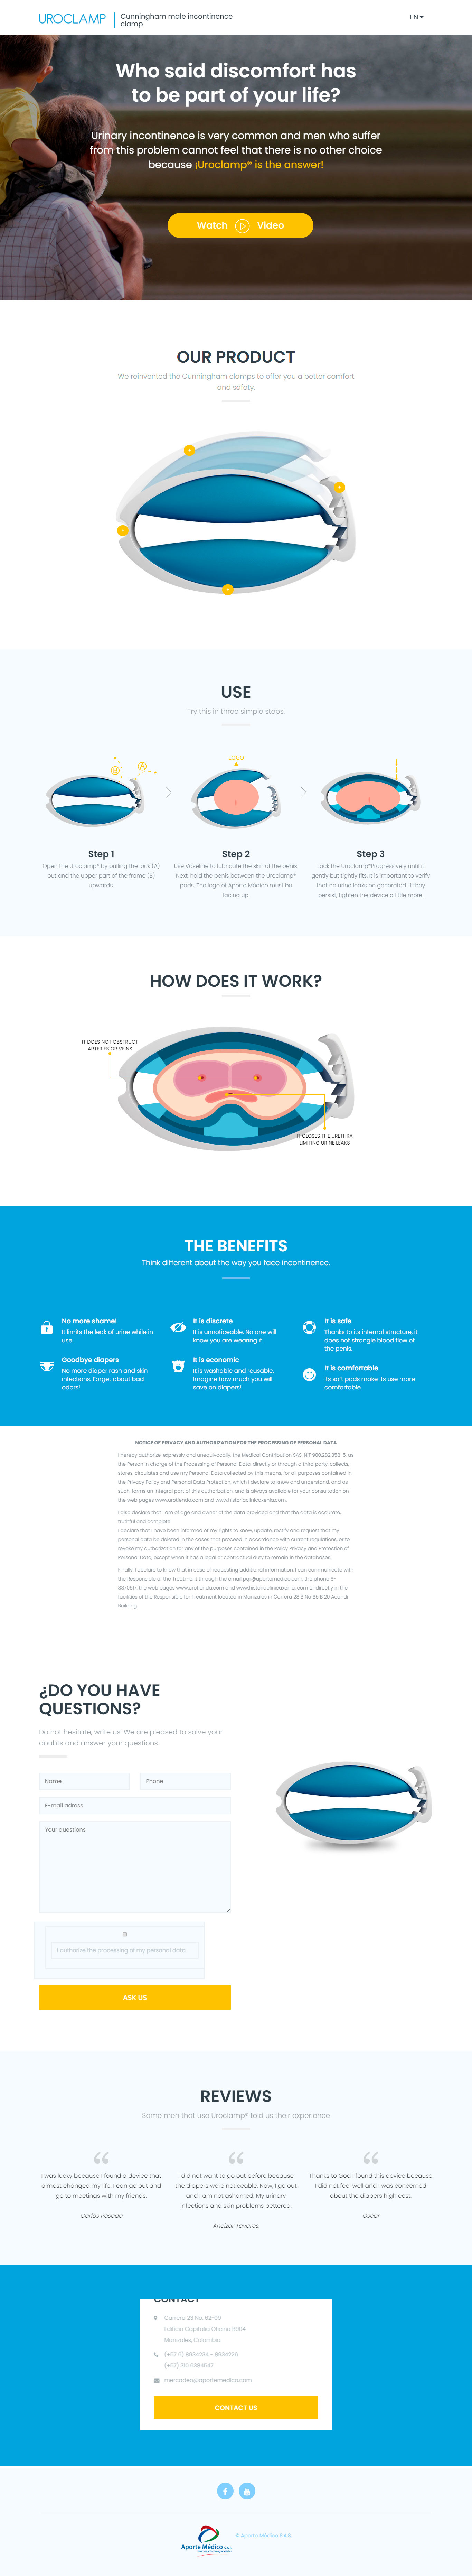 UROCLAMP
Cunningham male incontinence
clamp
EN
Who said discomfort has
to be part of your life?
Urinary incontinence is very common and men who suffer
from this problem cannot feel that there is no other choice
because ¡Uroclamp® is the answer!
Watch Video
OUR PRODUCT
We reinvented the Cunningham clamps to offer you a better comfort
and safety.
USE
Try this in three simple steps.
B A
LOGO
Step 1
Open the Uroclamp® by pulling the lock (A)
out and the upper part of the frame (B)
upwards.
Step 2
Use Vaseline to lubricate the skin of the penis.
Next, hold the penis between the Uroclamp®
pads. The logo of Aporte Médico must be
facing up.
Step 3
Lock the Uroclamp®Progressively until it
gently but tightly fits. It is important to verify
that no urine leaks be generated. If they
persist, tighten the device a little more.
HOW DOES IT WORK?
IT DOES NOT OBSTRUCT
ARTERIES OR VEINS
IT CLOSES THE URETHRA
LIMITING URINE LEAKS
THE BENEFITS
Think different about the way you face incontinence.
No more shame!
It limits the leak of urine while in
use.
Goodbye diapers
No more diaper rash and skin
infections. Forget about bad
odors!
It is discrete
It is unnoticeable. No one will
know you are wearing it.
It is economic
It is washable and reusable.
Imagine how much you will
save on diapers!
It is safe
Thanks to its internal structure, it
does not strangle blood flow of
the penis.
It is comfortable
Its soft pads make its use more
comfortable.
NOTICE OF PRIVACY AND AUTHORIZATION FOR THE PROCESSING OF PERSONAL DATA
I hereby authorize, expressly and unequivocally, the Medical Contribution SAS, NIT 900.282.358-5, as
the Person in charge of the Processing of Personal Data, directly or through a third party, collects,
stores, circulates and use my Personal Data collected by this means, for all purposes contained in
the Privacy Policy and Personal Data Protection, which I declare to know and understand, and as
such, forms an integral part of this authorization, and is always available for your consultation on
the web pages www.urotienda.com and www.historiaclinicaxenia.com
I also declare that I am of age and owner of the data provided and that the data is accurate,
truthful and complete.
I declare that I have been informed of my rights to know, update, rectify and request that my
personal data be deleted in the cases that proceed in accordance with current regulations, or to
revoke my authorization for any of the purposes contained in the Policy Privacy and Protection of
Personal Data, except when it has a legal or contractual duty to remain in the databases.
Finally, I declare to know that in case of requesting additional information, I can communicate with
the Responsible of the Treatment through the email pqr@aportemedico.com, the phone 6-
8879917, the web pages www.urotienda.com and www.historiaclinicaxenia. com or directly in the
facilities of the Responsible for Treatment located in Manizales in Carrera 28 B No 68 B 20 Acandi
Building.
¿DO YOU HAVE
QUESTIONS?
Do not hesitate, write us. We are pleased to solve your
doubts and answer your questions.
Name Phone
E-mail adress
Your questions
I authorise the processing of my personal data
ASK US
REVIEWS
Some men that use Uroclamp® told us their experience
I was lucky because I found a device that
almost changed my life. I can go out and
go to meetings with my friends.
Carlos Posada
I did not want to go out before because
the diapers were noticeable. Now, I go out
and I am not ashamed. My urinary
infections and skin problems bettered.
Ancizar Tavares
Thanks to God I found this device because
I did not feel well and I was concerned
about the diapers high cost.
Óscar
CONTACT
Carrera 23 No. 62-09
Edificio Capitalia Oficina B904
Manizales, Colombia
(+57 6) 8934234 - 8934226
(+57) 310 8384647
mercadeo@aportemedico.com
CONTACT US
Aporte Médico S.A.S.
© Aporte Médico S.A.S.